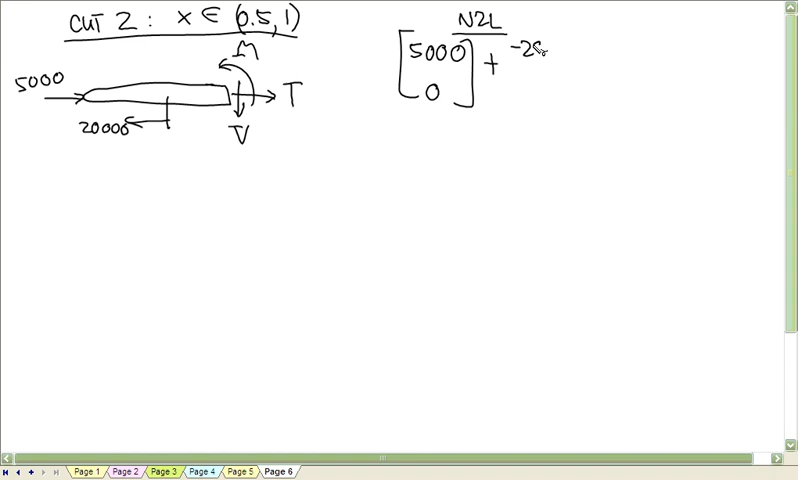 CUT 2: X ∈ (0.5, 1)
N2L
M
5000
T
20000
V
[5000
0] + -20
Page 1 Page 2 Page 3 Page 4 Page 5 Page 6